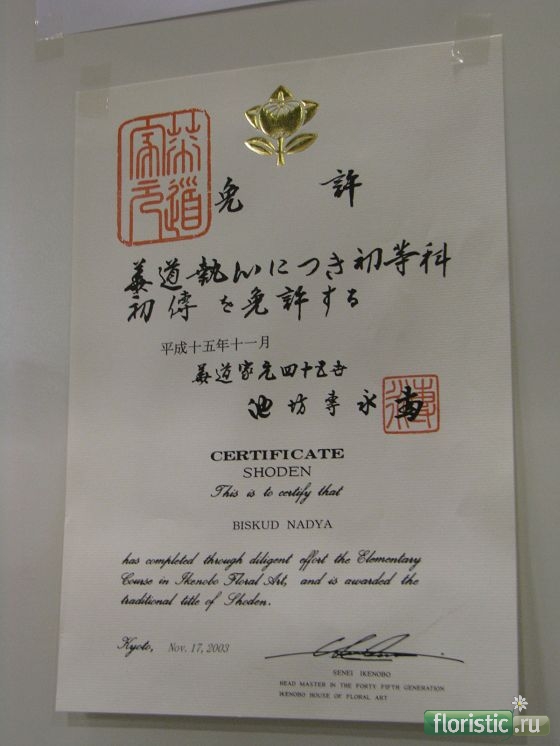 華道家元
免許
華道執心につき初等科
初傳を免許する
平成十五年十一月
華道家元四十五世
池坊専永
CERTIFICATE
SHODEN
This is to certify that
BISKUD NADYA
has completed through diligent effort the Elementary
Course in Ikenobo Floral Art, and is awarded the
traditional title of Shoden.
Kyoto, Nov. 17, 2003
SENEI IKENOBO
HEAD MASTER IN THE FORTY FIFTH GENERATION
IKENOBO HOUSE OF FLORAL ART
floristic.ru